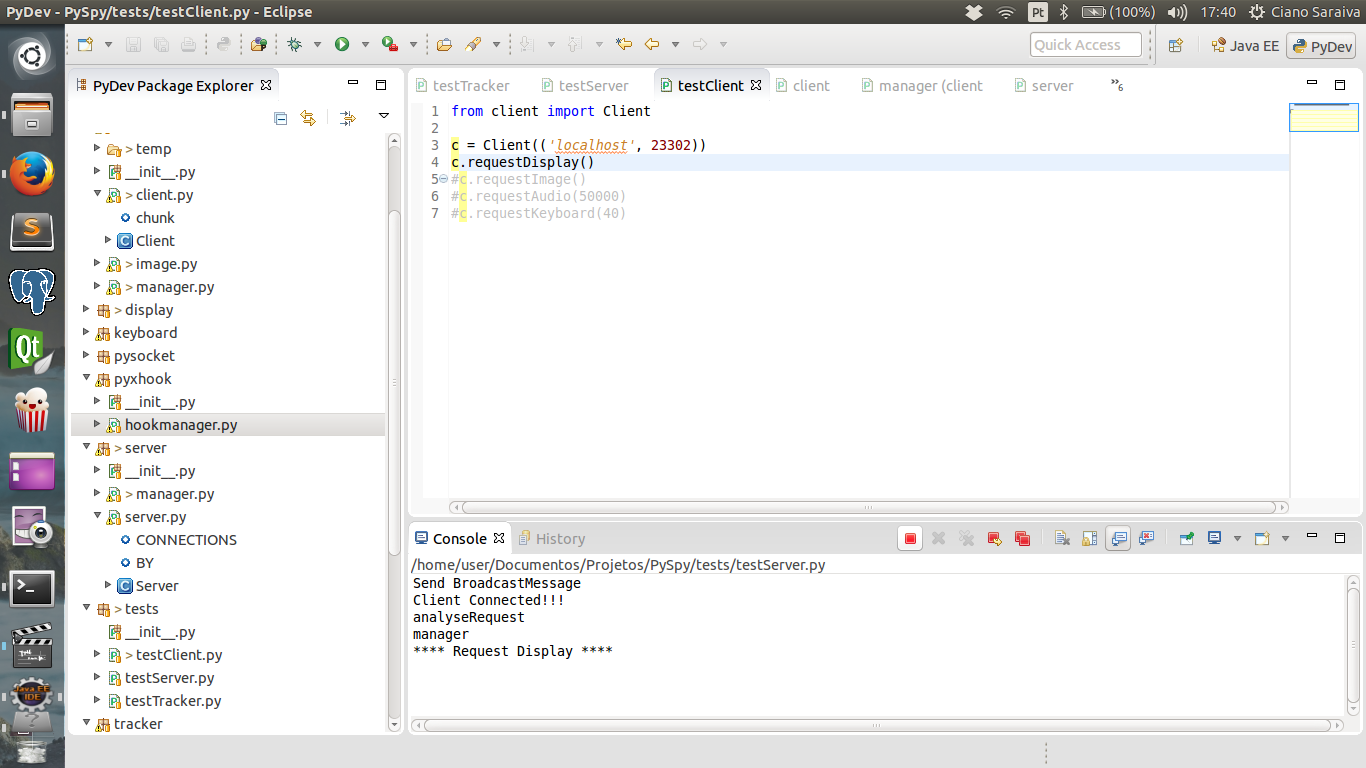 PyDev - PySpy/tests/testClient.py - Eclipse
Pt
(100%)
17:40
Ciano Saraiva
Quick Access
Java EE
PyDev
PyDev Package Explorer
> temp
__init__.py
> client.py
chunk
Client
> image.py
> manager.py
> display
keyboard
pysocket
pyxhook
__init__.py
hookmanager.py
> server
__init__.py
> manager.py
server.py
CONNECTIONS
BY
Server
> tests
__init__.py
> testClient.py
testServer.py
testTracker.py
tracker
testTracker
testServer
testClient
client
manager (client
server
»6
1 from client import Client
2
3 c = Client(('localhost', 23302))
4 c.requestDisplay()
5 #c.requestImage()
6 #c.requestAudio(50000)
7 #c.requestKeyboard(40)
Console
History
/home/user/Documentos/Projetos/PySpy/tests/testServer.py
Send BroadcastMessage
Client Connected!!!
analyseRequest
manager
**** Request Display ****
S
Qt
Java EE
IDE